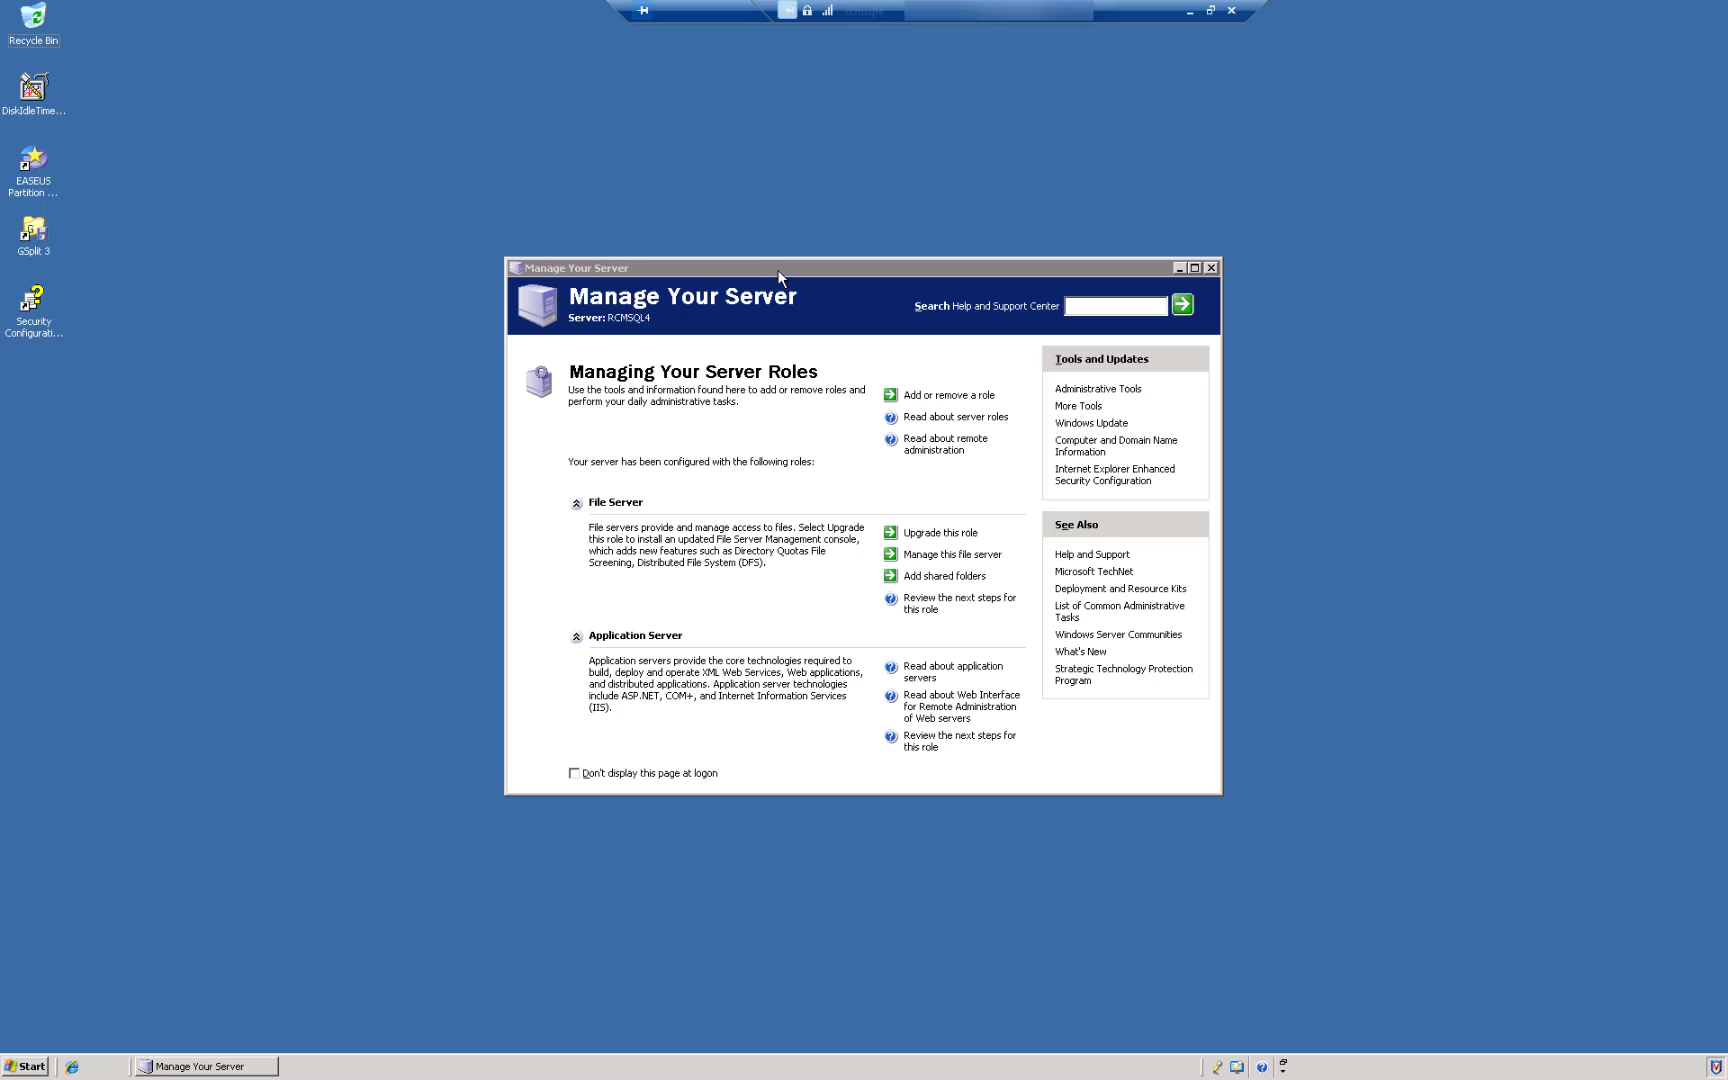 Recycle Bin
DiskIdleTime...
EASEUS
Partition ...
GSplit 3
Security
Configurati...
Manage Your Server
Manage Your Server
Server: RCMSQL4
Search Help and Support Center
Managing Your Server Roles
Use the tools and information found here to add or remove roles and
perform your daily administrative tasks.
Add or remove a role
Read about server roles
Read about remote
administration
Your server has been configured with the following roles:
File Server
File servers provide and manage access to files. Select Upgrade
this role to install an updated File Server Management console,
which adds new features such as Directory Quotas File
Screening, Distributed File System (DFS).
Upgrade this role
Manage this file server
Add shared folders
Review the next steps for
this role
Application Server
Application servers provide the core technologies required to
build, deploy and operate XML Web Services, Web applications,
and distributed applications. Application server technologies
include ASP.NET, COM+, and Internet Information Services
(IIS).
Read about application
servers
Read about Web Interface
for Remote Administration
of Web servers
Review the next steps for
this role
Don't display this page at logon
Tools and Updates
Administrative Tools
More Tools
Windows Update
Computer and Domain Name
Information
Internet Explorer Enhanced
Security Configuration
See Also
Help and Support
Microsoft TechNet
Deployment and Resource Kits
List of Common Administrative
Tasks
Windows Server Communities
What's New
Strategic Technology Protection
Program
Start
Manage Your Server